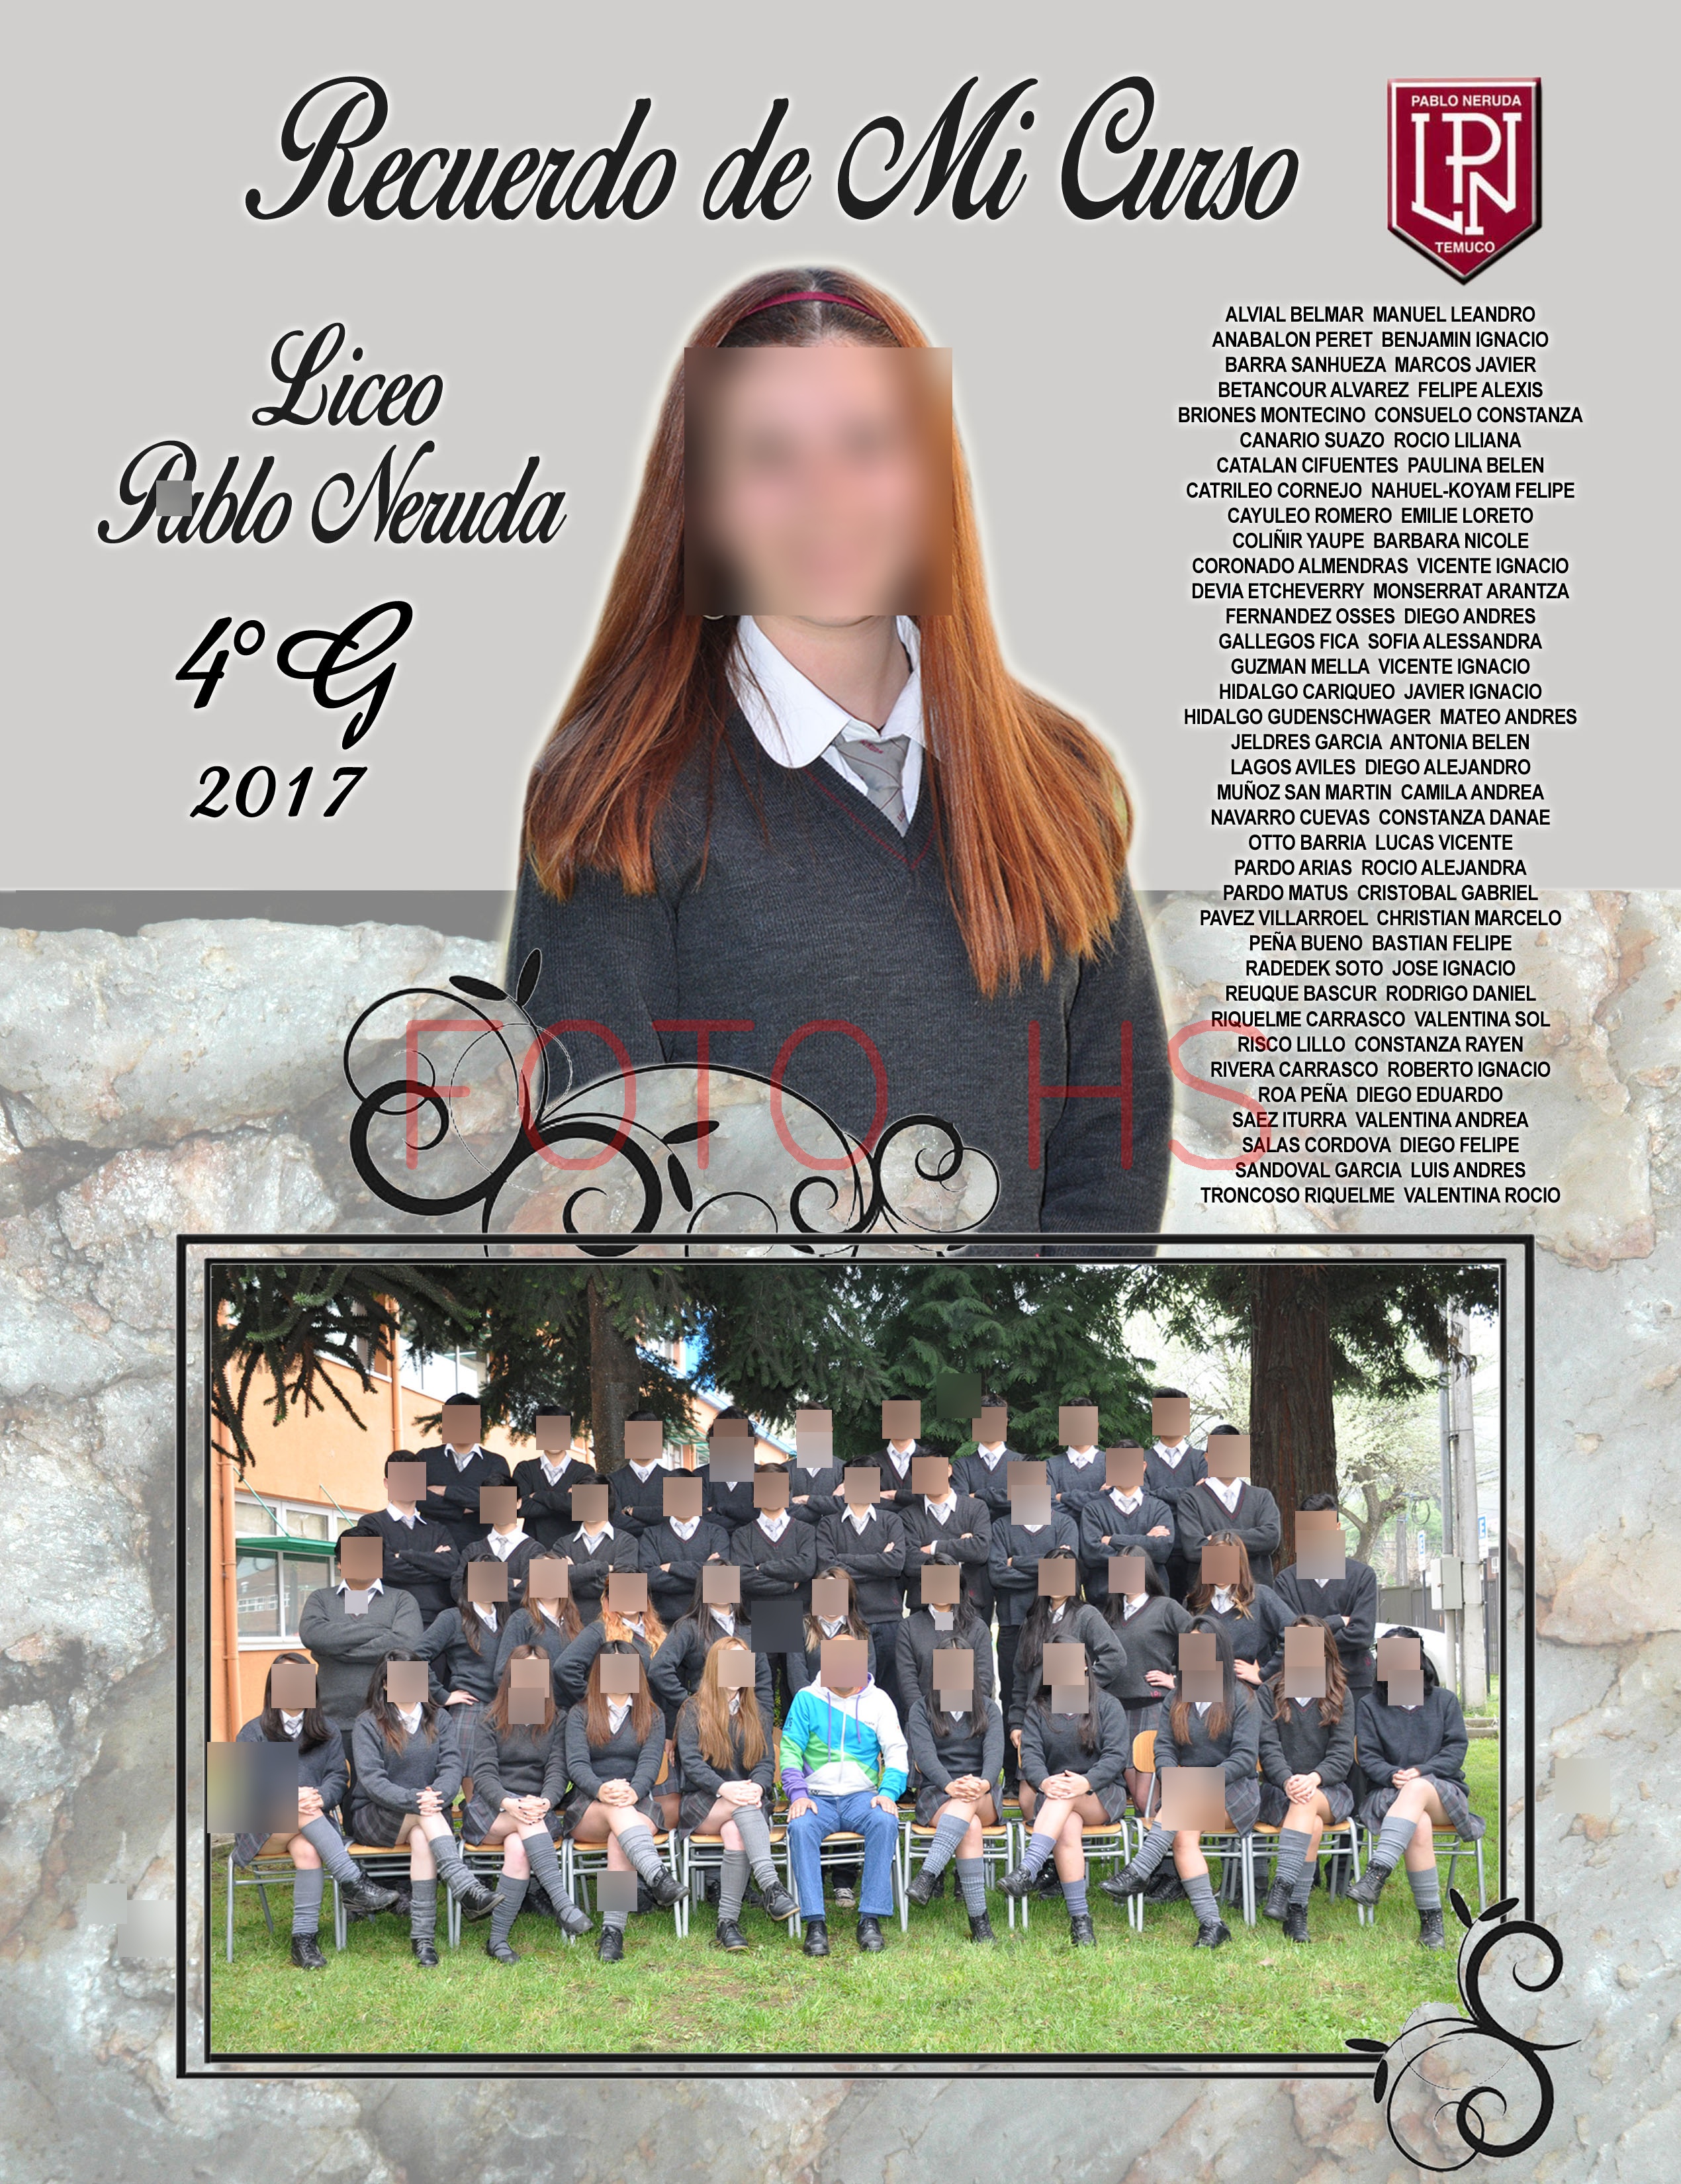 Recuerdo de Mi Curso
PABLO NERUDA
LPN
TEMUCO
Liceo
Pablo Neruda
4° G
2017
ALVIAL BELMAR MANUEL LEANDRO
ANABALON PERET BENJAMIN IGNACIO
BARRA SANHUEZA MARCOS JAVIER
BETANCOUR ALVAREZ FELIPE ALEXIS
BRIONES MONTECINO CONSUELO CONSTANZA
CANARIO SUAZO ROCIO LILIANA
CATALAN CIFUENTES PAULINA BELEN
CATRILEO CORNEJO NAHUEL-KOYAM FELIPE
CAYULEO ROMERO EMILIE LORETO
COLIÑIR YAUPE BARBARA NICOLE
CORONADO ALMENDRAS VICENTE IGNACIO
DEVIA ETCHEVERRY MONSERRAT ARANTZA
FERNANDEZ OSSES DIEGO ANDRES
GALLEGOS FICA SOFIA ALESSANDRA
GUZMAN MELLA VICENTE IGNACIO
HIDALGO CARIQUEO JAVIER IGNACIO
HIDALGO GUDENSCHWAGER MATEO ANDRES
JELDRES GARCIA ANTONIA BELEN
LAGOS AVILES DIEGO ALEJANDRO
MUÑOZ SAN MARTIN CAMILA ANDREA
NAVARRO CUEVAS CONSTANZA DANAE
OTTO BARRIA LUCAS VICENTE
PARDO ARIAS ROCIO ALEJANDRA
PARDO MATUS CRISTOBAL GABRIEL
PAVEZ VILLARROEL CHRISTIAN MARCELO
PEÑA BUENO BASTIAN FELIPE
RADEDEK SOTO JOSE IGNACIO
REUQUE BASCUR RODRIGO DANIEL
RIQUELME CARRASCO VALENTINA SOL
RISCO LILLO CONSTANZA RAYEN
RIVERA CARRASCO ROBERTO IGNACIO
ROA PEÑA DIEGO EDUARDO
SAEZ ITURRA VALENTINA ANDREA
SALAS CORDOVA DIEGO FELIPE
SANDOVAL GARCIA LUIS ANDRES
TRONCOSO RIQUELME VALENTINA ROCIO
FOTO HS